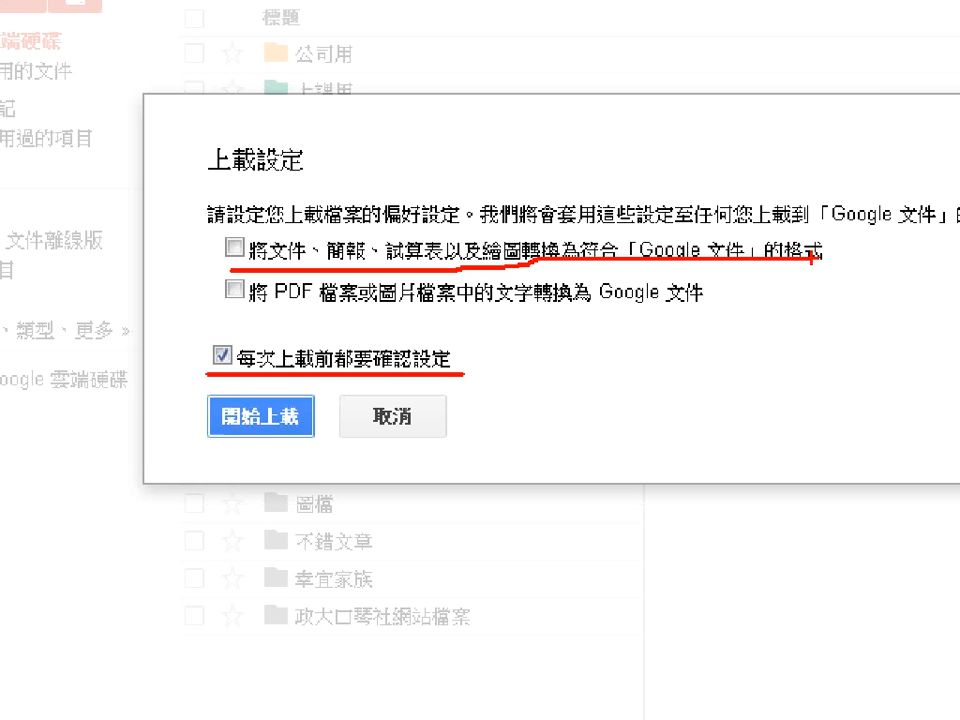 標題
端硬碟
公司用
用的文件
上課用
記
用過的項目
上載設定
請設定您上載檔案的偏好設定。我們將會套用這些設定至任何您上載到「Google 文件」的
文件離線版
將文件、簡報、試算表以及繪圖轉換為符合「Google 文件」的格式
目
將 PDF 檔案或圖片檔案中的文字轉換為 Google 文件
、類型、更多 »
每次上載前都要確認設定
oogle 雲端硬碟
開始上載
取消
圖檔
不錯文章
幸宜家族
政大口琴社網站檔案